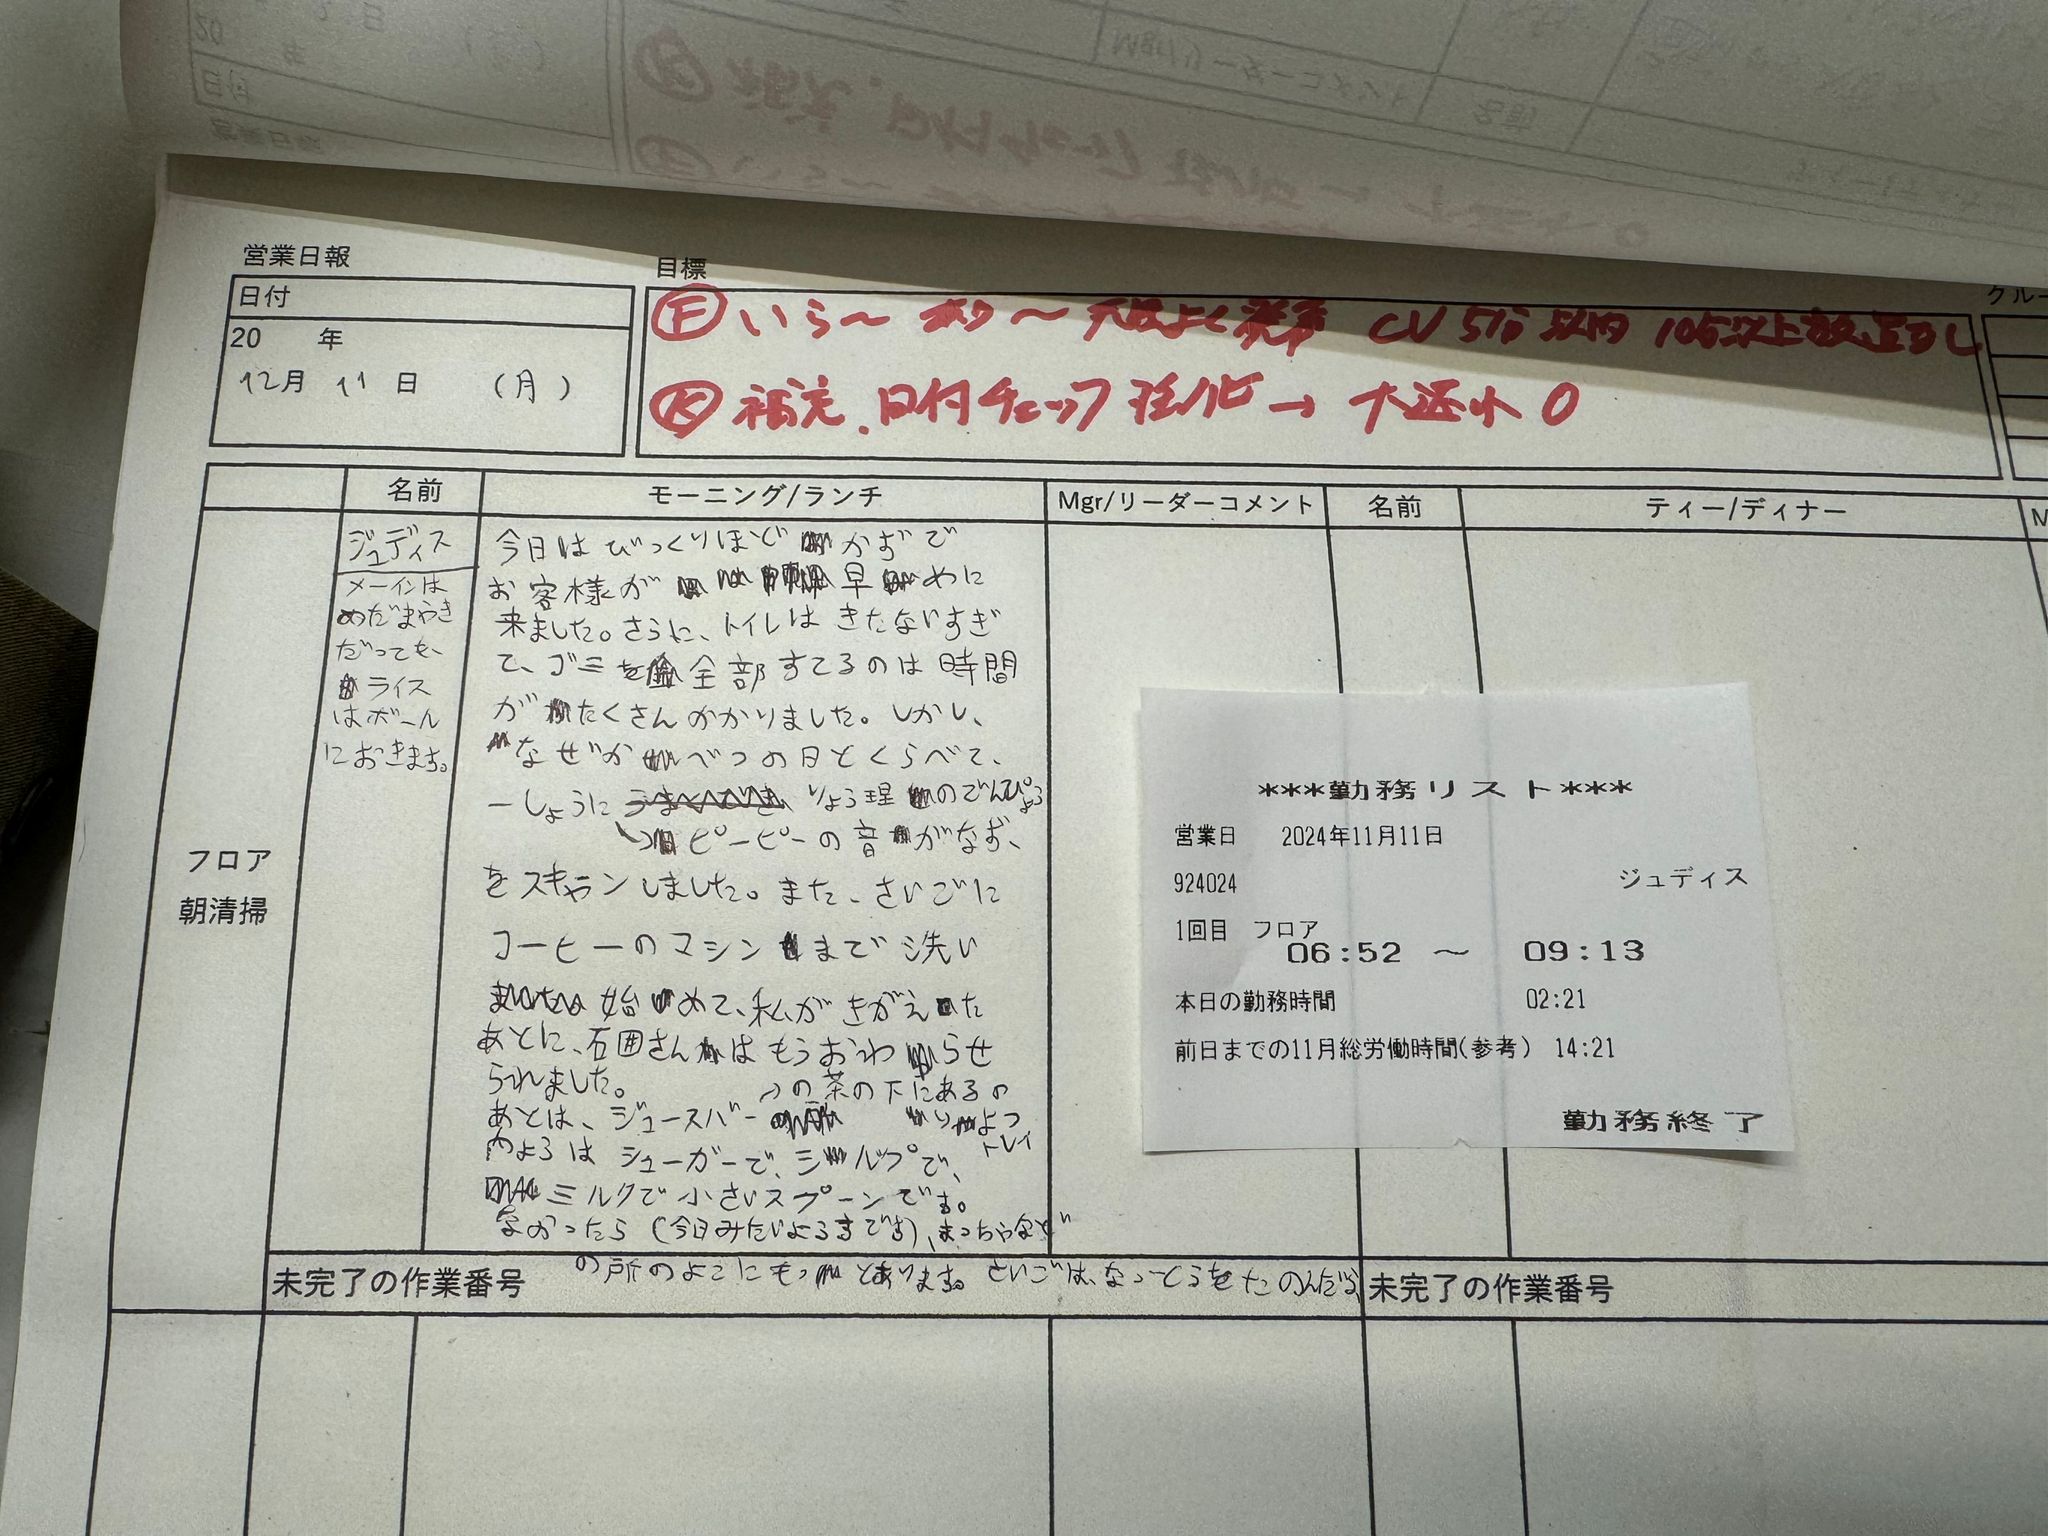 営業日報
日付
20 年
12月 11日 (月)
目標
Ⓕ いら〜 あり〜 元気よく発声 CV 5分以内 10分以上放置なし
Ⓚ 補充、日付チェック → 0
クルー
名前
モーニング/ランチ
Mgr/リーダーコメント
名前
ティー/ディナー
フロア
朝清掃
ジュディス
メインは
めだまやき
だっても、
ライス
はボール
におきます。
今日はびっくりほど かずで
お客様が 早めに
来ました。さらに、トイレは きたないすぎ
て、ゴミを全部すてるのは時間
がたくさんかかりました。しかし、
なぜか べつの日とくらべて、
一しょうに りょう理のでんぴょう
ピーピーの音がなず、
をスキャンしました。また、さいごに
コーヒーのマシンまで洗い
始めて、私がきがえた
あとに、石田さんはもうおわらせ
られました。
の茶の下にあるの
あとは、ジュースバー
内ようはシューガーで、シルプで、
トレイ
ミルクで小さいスプーンです。
なかったら(今日みたいようすです)、まっちゃなど
の所のよこにもっとあります。さいごは、なっとうをたのんだら
未完了の作業番号
未完了の作業番号
***勤務リスト***
営業日 2024年11月11日
924024 ジュディス
1回目 フロア
06:52 〜 09:13
本日の勤務時間 02:21
前日までの11月総労働時間(参考) 14:21
勤務終了